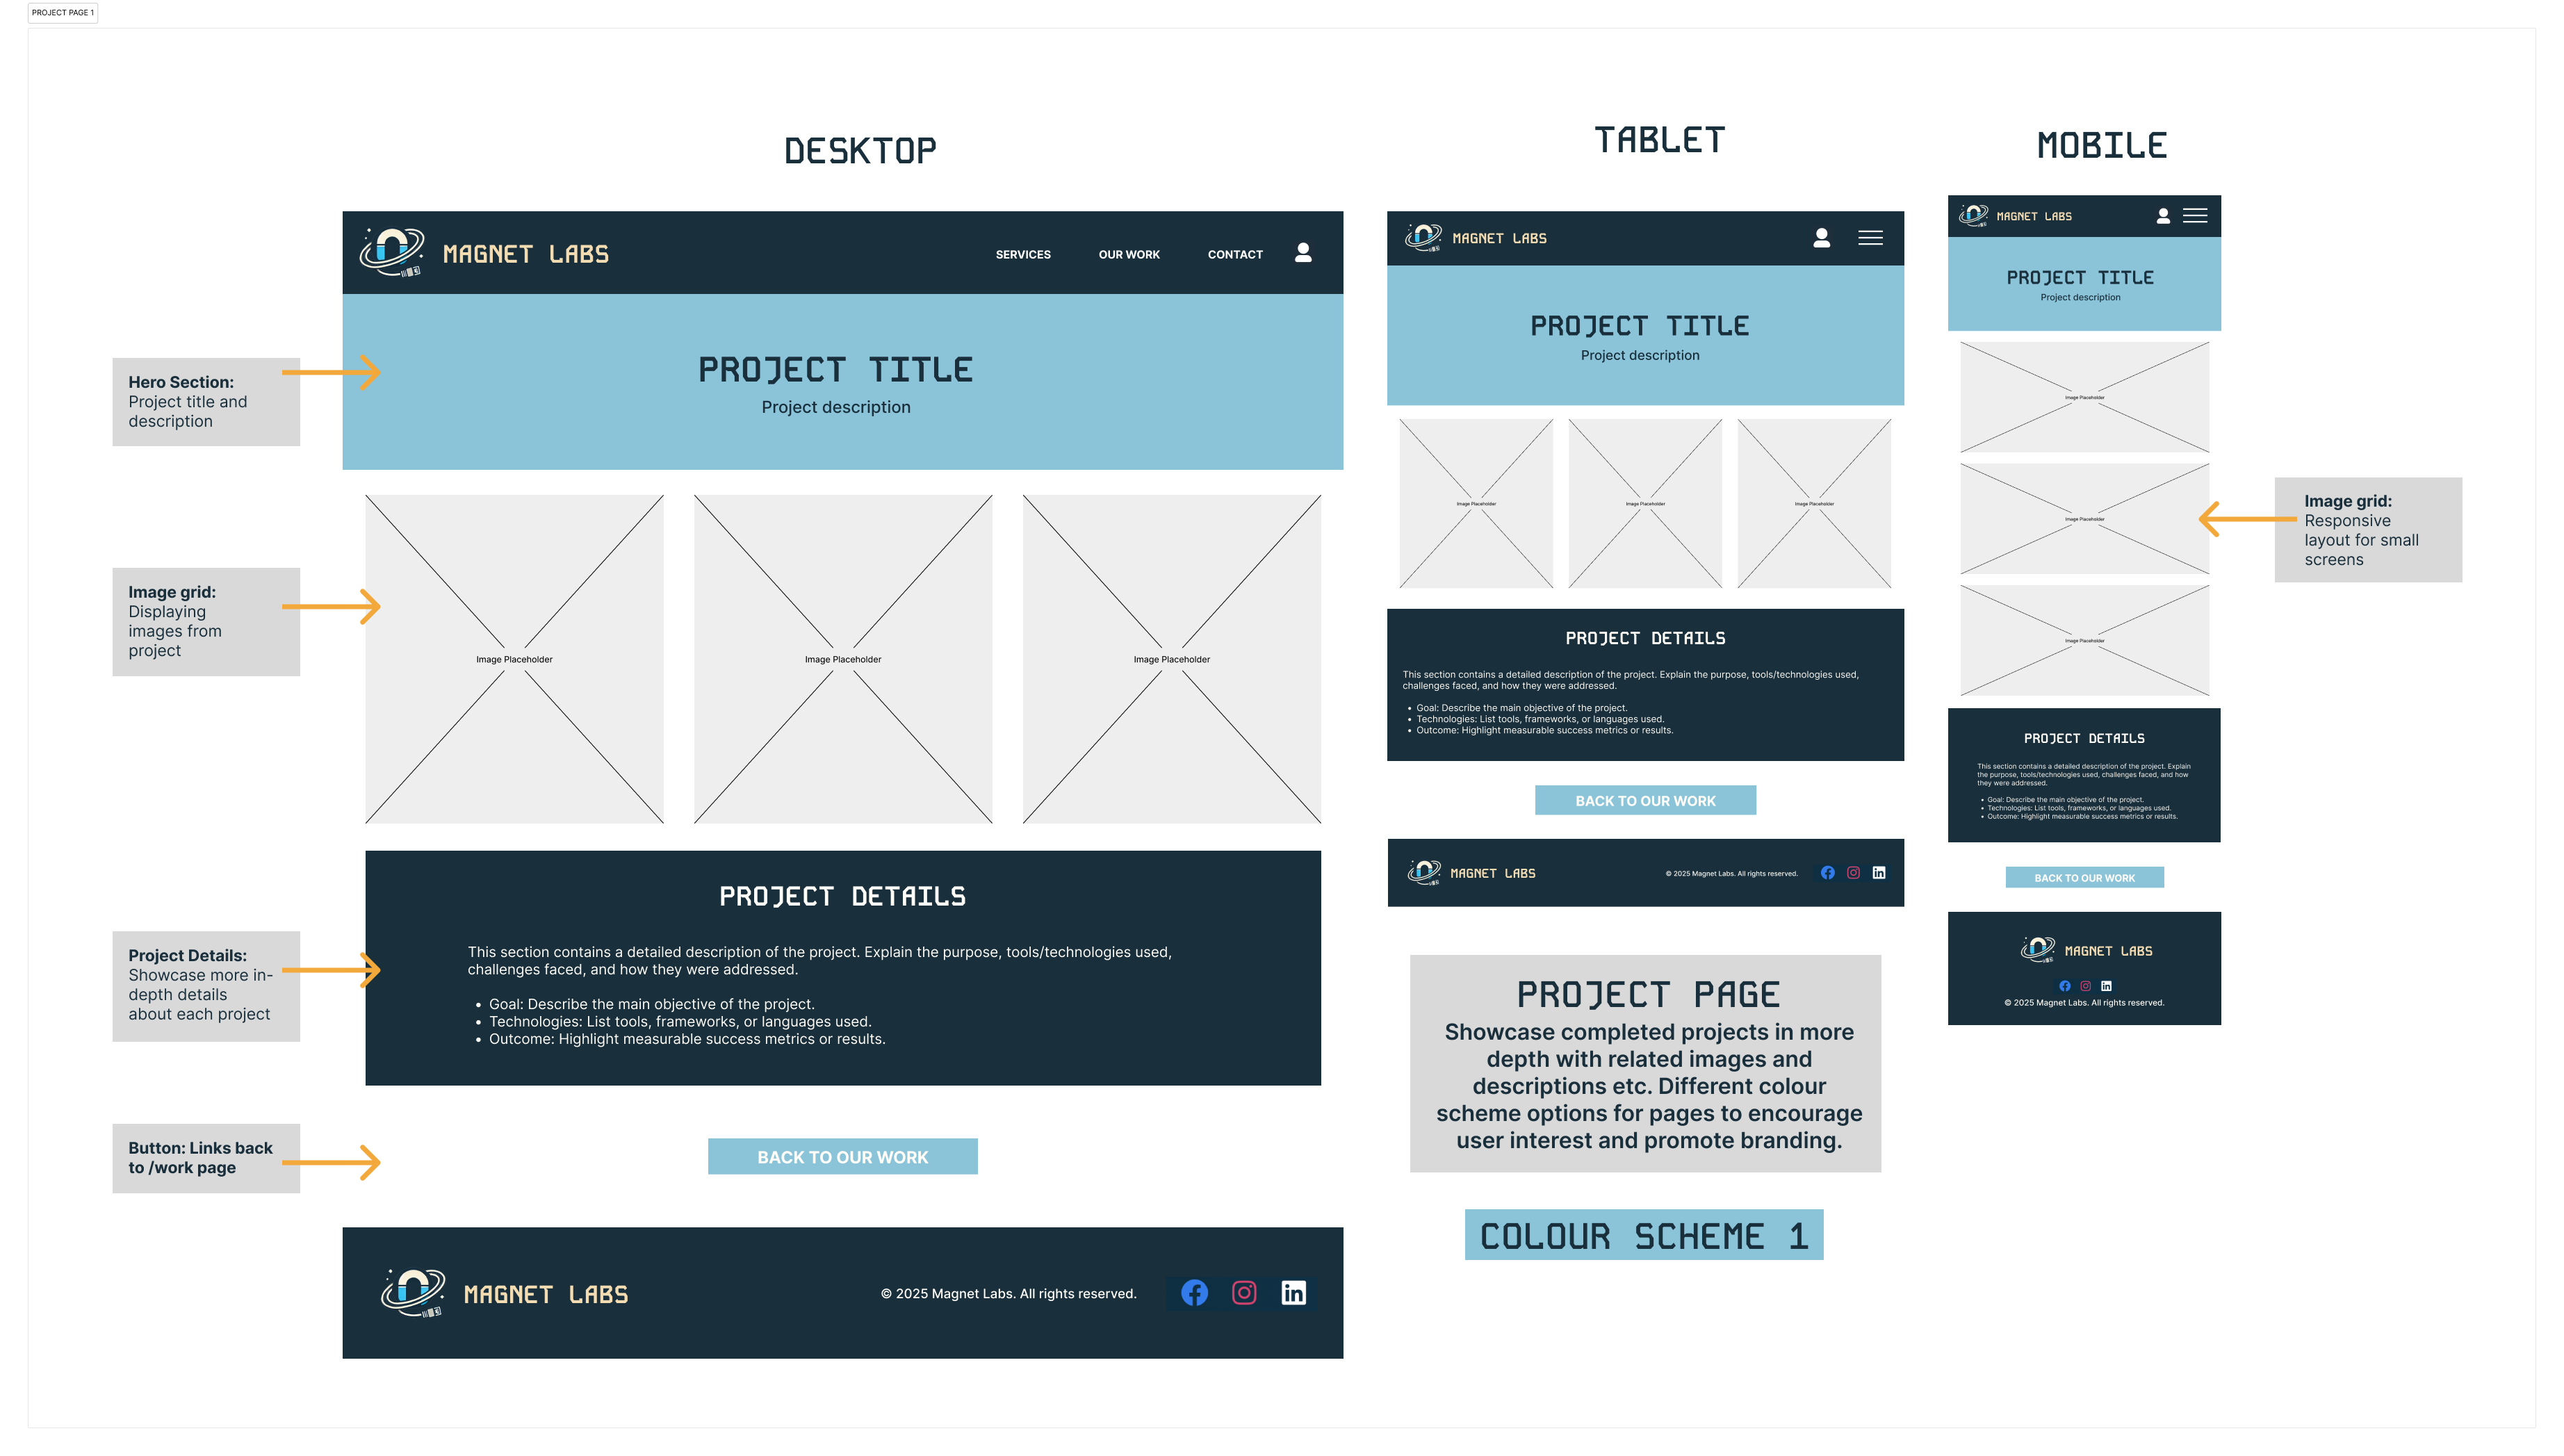 PROJECT PAGE 1
DESKTOP
MAGNET LABS
SERVICES
OUR WORK
CONTACT
PROJECT TITLE
Project description
Hero Section:
Project title and
description
Image Placeholder
Image Placeholder
Image Placeholder
Image grid:
Displaying
images from
project
PROJECT DETAILS
This section contains a detailed description of the project. Explain the purpose, tools/technologies used,
challenges faced, and how they were addressed.
• Goal: Describe the main objective of the project.
• Technologies: List tools, frameworks, or languages used.
• Outcome: Highlight measurable success metrics or results.
Project Details:
Showcase more in-
depth details
about each project
Button: Links back
to /work page
BACK TO OUR WORK
MAGNET LABS
© 2025 Magnet Labs. All rights reserved.
TABLET
MAGNET LABS
PROJECT TITLE
Project description
Image Placeholder
Image Placeholder
Image Placeholder
PROJECT DETAILS
This section contains a detailed description of the project. Explain the purpose, tools/technologies used,
challenges faced, and how they were addressed.
• Goal: Describe the main objective of the project.
• Technologies: List tools, frameworks, or languages used.
• Outcome: Highlight measurable success metrics or results.
BACK TO OUR WORK
MAGNET LABS
© 2025 Magnet Labs. All rights reserved.
PROJECT PAGE
Showcase completed projects in more
depth with related images and
descriptions etc. Different colour
scheme options for pages to encourage
user interest and promote branding.
COLOUR SCHEME 1
MOBILE
MAGNET LABS
PROJECT TITLE
Project description
Image Placeholder
Image Placeholder
Image Placeholder
Image grid:
Responsive
layout for small
screens
PROJECT DETAILS
This section contains a detailed description of the project. Explain
the purpose, tools/technologies used, challenges faced, and how
they were addressed.
• Goal: Describe the main objective of the project.
• Technologies: List tools, frameworks, or languages used.
• Outcome: Highlight measurable success metrics or results.
BACK TO OUR WORK
MAGNET LABS
© 2025 Magnet Labs. All rights reserved.